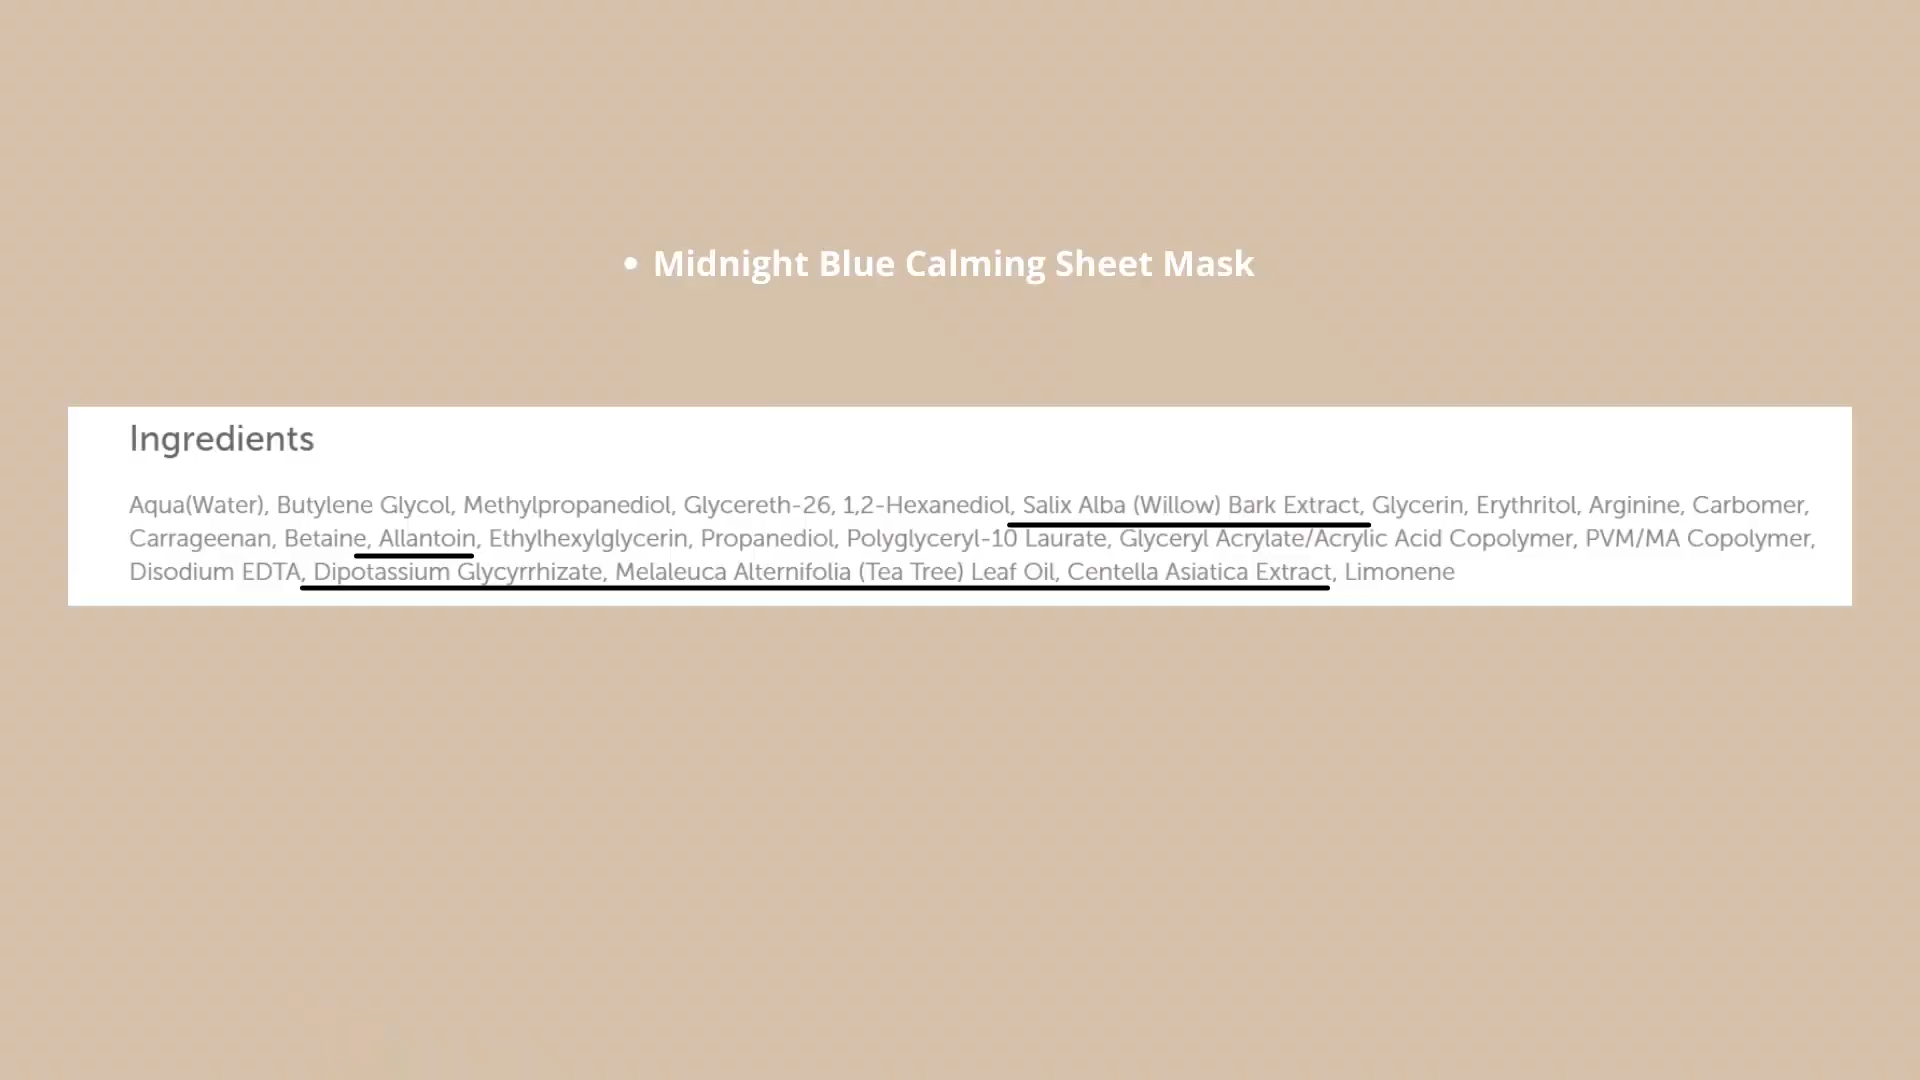 • Midnight Blue Calming Sheet Mask
Ingredients
Aqua(Water), Butylene Glycol, Methylpropanediol, Glycereth-26, 1,2-Hexanediol, Salix Alba (Willow) Bark Extract, Glycerin, Erythritol, Arginine, Carbomer,
Carrageenan, Betaine, Allantoin, Ethylhexylglycerin, Propanediol, Polyglyceryl-10 Laurate, Glyceryl Acrylate/Acrylic Acid Copolymer, PVM/MA Copolymer,
Disodium EDTA, Dipotassium Glycyrrhizate, Melaleuca Alternifolia (Tea Tree) Leaf Oil, Centella Asiatica Extract, Limonene